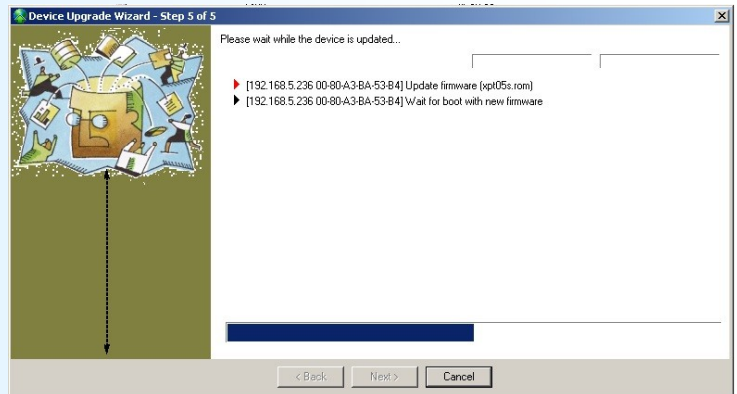 Device Upgrade Wizard - Step 5 of 5
Please wait while the device is updated...
[192.168.5.236 00-80-A3-BA-53-B4] Update firmware (xpt05s.rom)
[192.168.5.236 00-80-A3-BA-53-B4] Wait for boot with new firmware
< Back Next > Cancel